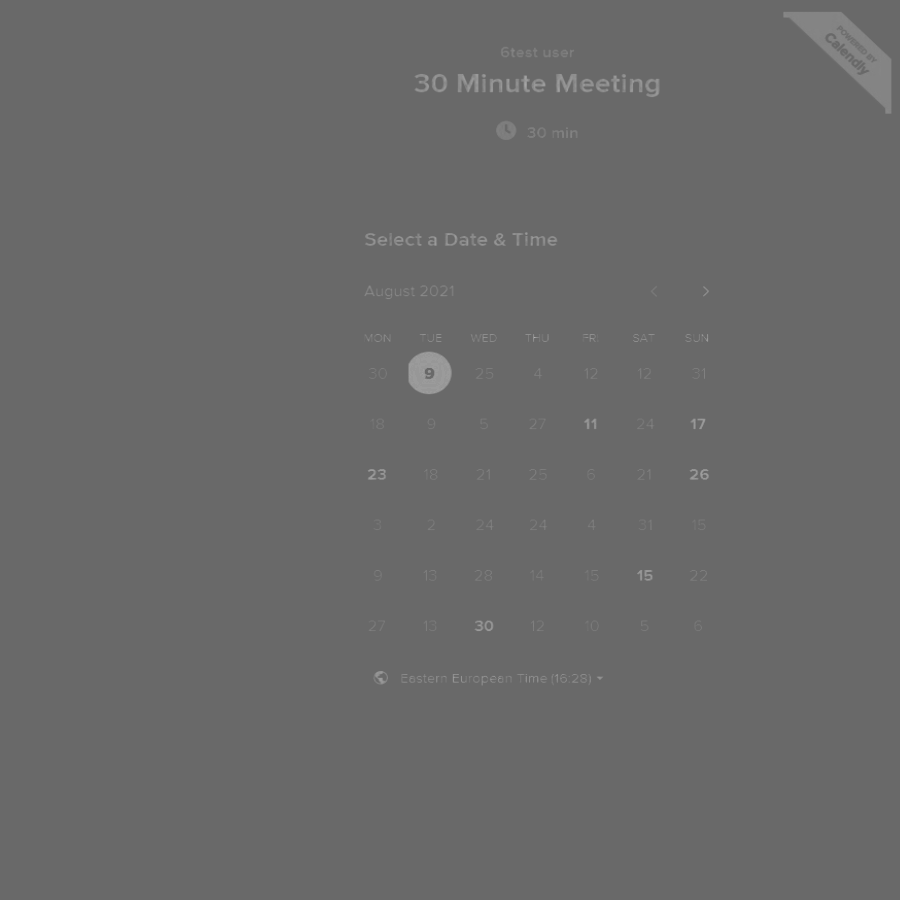 POWERED BY
Calendly
6test user
30 Minute Meeting
30 min
Select a Date & Time
August 2021
MON TUE WED THU FRI SAT SUN
30 9 25 4 12 12 31
18 9 5 27 11 24 17
23 18 21 25 6 21 26
3 2 24 24 4 31 15
9 13 28 14 15 15 22
27 13 30 12 10 5 6
Eastern European Time (16:28)